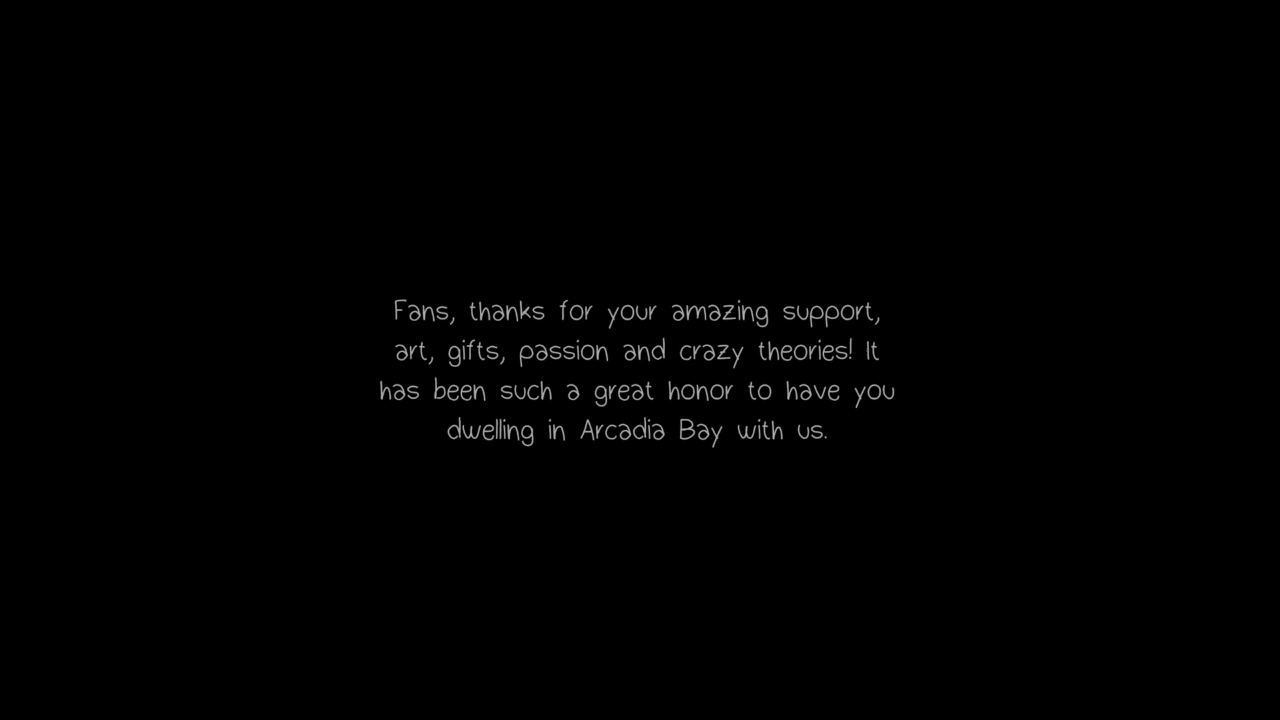 Fans, thanks for your amazing support,
art, gifts, passion and crazy theories! It
has been such a great honor to have you
dwelling in Arcadia Bay with us.